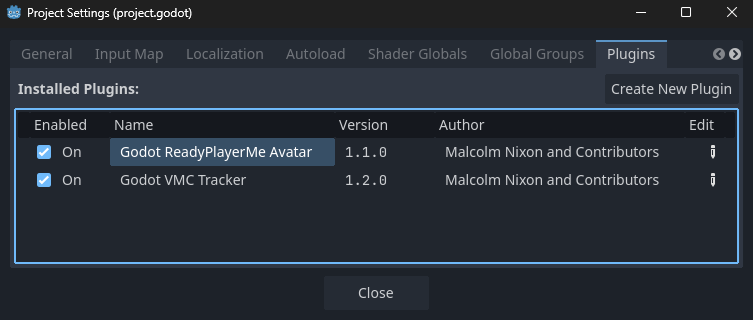 Project Settings (project.godot)
General Input Map Localization Autoload Shader Globals Global Groups Plugins
Installed Plugins: Create New Plugin
Enabled Name Version Author Edit
On Godot ReadyPlayerMe Avatar 1.1.0 Malcolm Nixon and Contributors
On Godot VMC Tracker 1.2.0 Malcolm Nixon and Contributors
Close